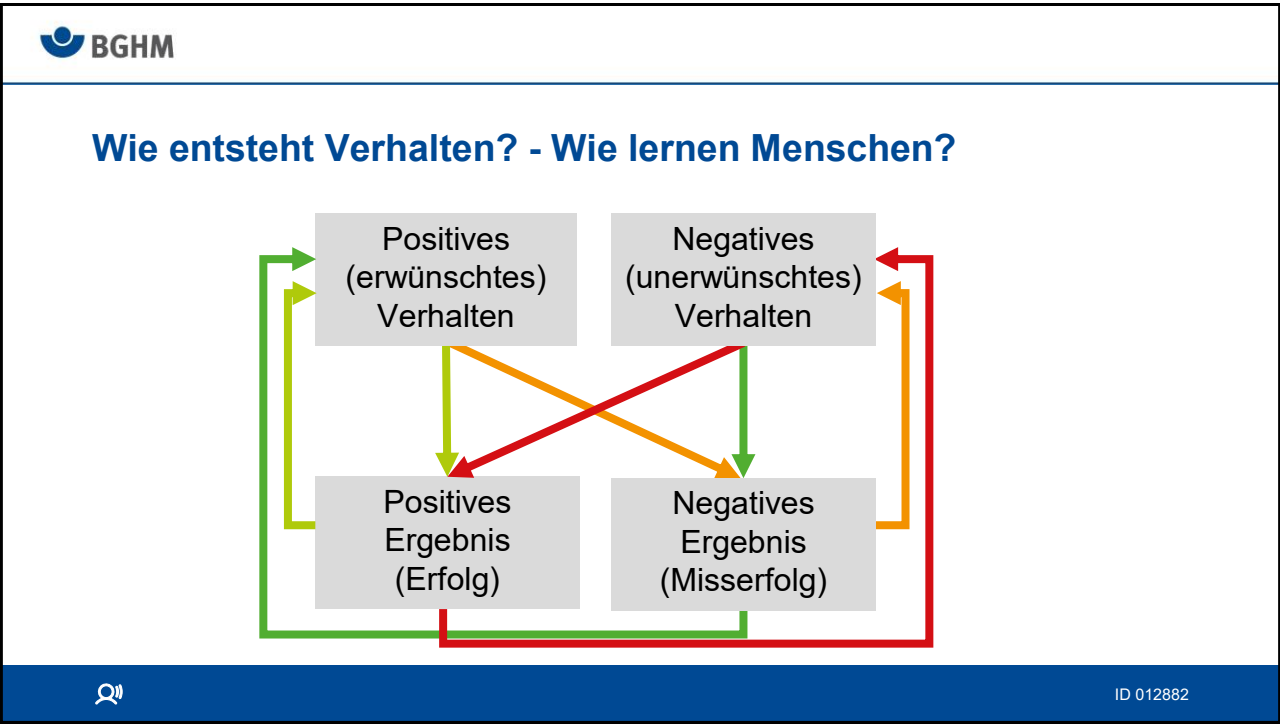 BGHM
Wie entsteht Verhalten? - Wie lernen Menschen?
Positives
(erwünschtes)
Verhalten
Negatives
(unerwünschtes)
Verhalten
Positives
Ergebnis
(Erfolg)
Negatives
Ergebnis
(Misserfolg)
ID 012882